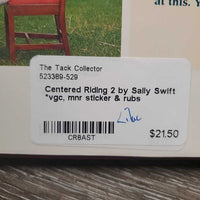 at this. Y
The Tack Collector
523389-529
Centered Riding 2 by Sally Swift
*vgc, mnr sticker & rubs
CRBAST
$21.50